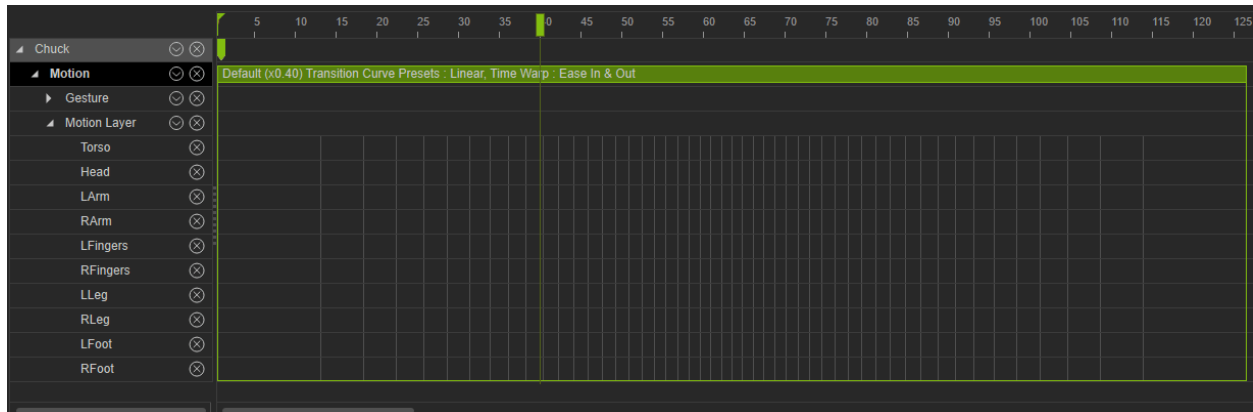 5 10 15 20 25 30 35 40 45 50 55 60 65 70 75 80 85 90 95 100 105 110 115 120 125
Chuck
Motion Default (x0.40) Transition Curve Presets : Linear, Time Warp : Ease In & Out
Gesture
Motion Layer
Torso
Head
LArm
RArm
LFingers
RFingers
LLeg
RLeg
LFoot
RFoot